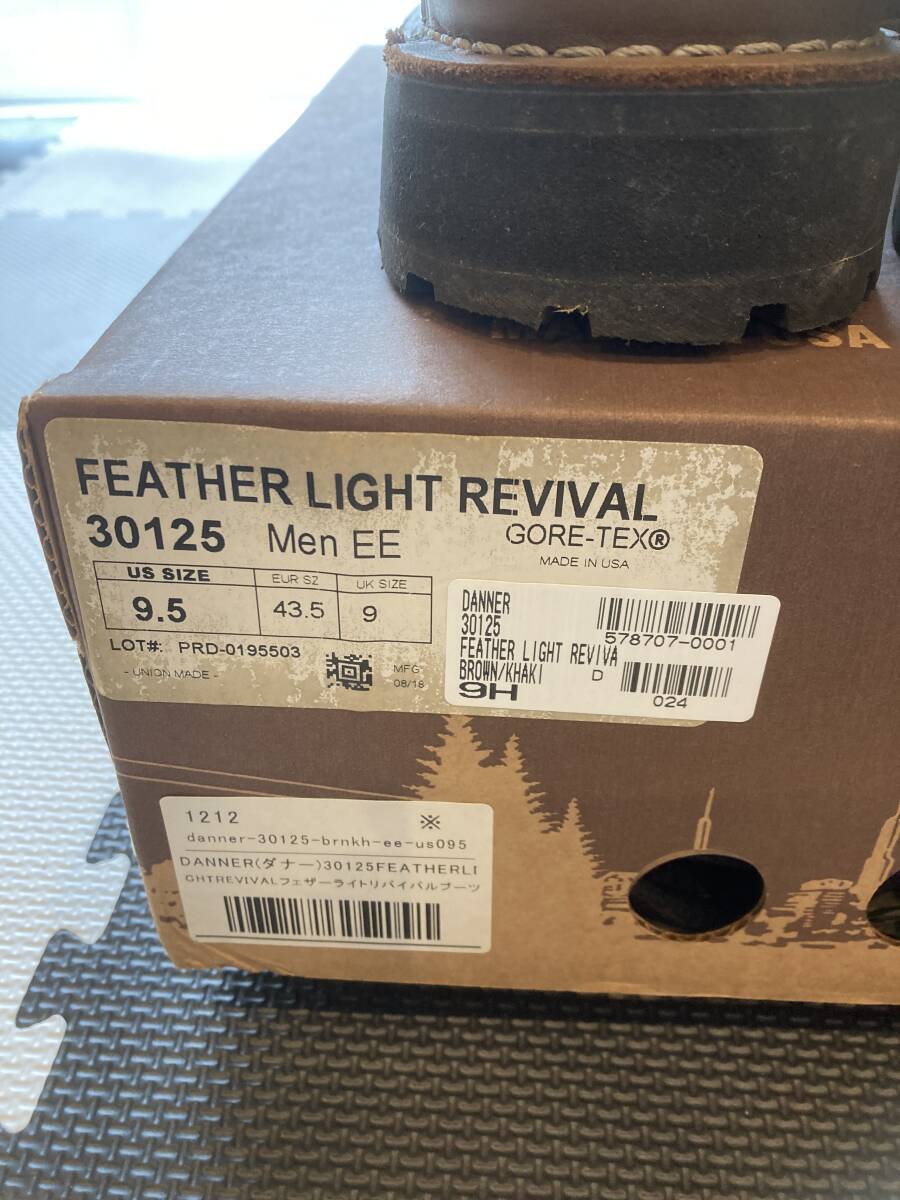 FEATHER LIGHT REVIVAL
30125 Men EE
GORE-TEX®
MADE IN USA
US SIZE EUR SZ UK SIZE
9.5 43.5 9
LOT#: PRD-0195503
- UNION MADE -
MFG
08/18
DANNER
30125
578707-0001
FEATHER LIGHT REVIVA
BROWN/KHAKI D
9H
024
1212 ※
danner-30125-brnkh-ee-us095
DANNER(ダナー)30125FEATHERLI
GHTREVIVALフェザーライトリバイバルブーツ